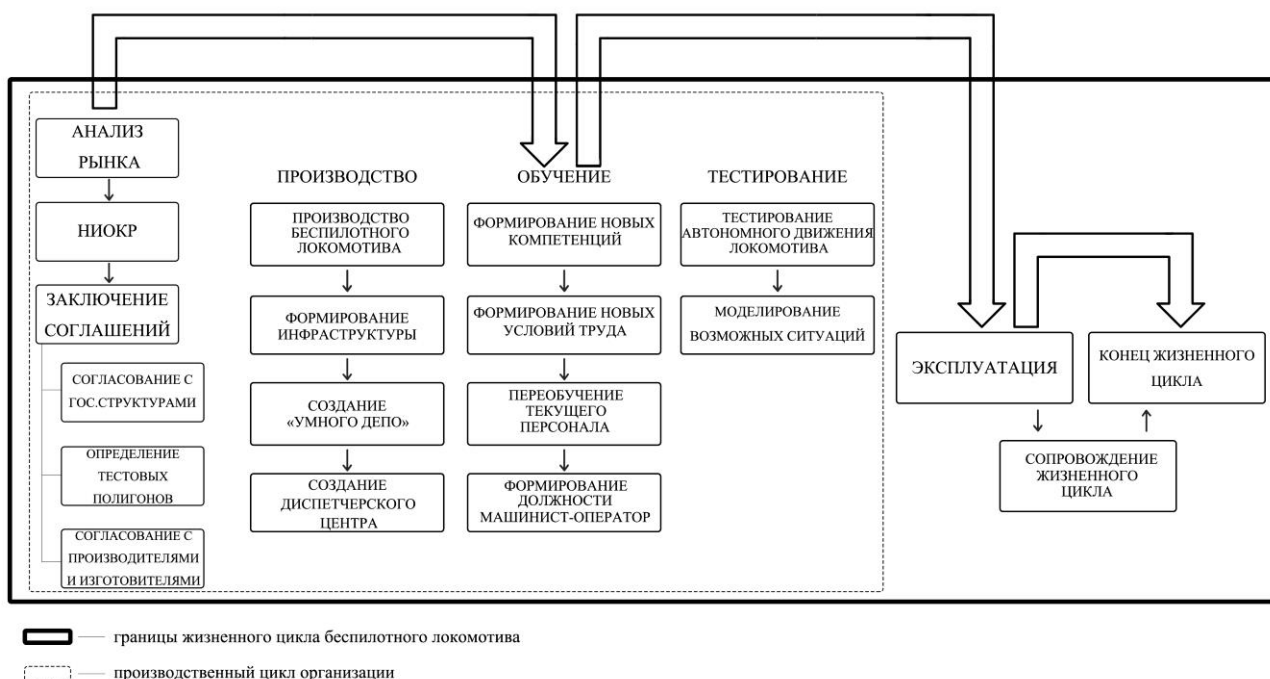 АНАЛИЗ
РЫНКА
НИОКР
ЗАКЛЮЧЕНИЕ
СОГЛАШЕНИЙ
СОГЛАСОВАНИЕ С
ГОС.СТРУКТУРАМИ
ОПРЕДЕЛЕНИЕ
ТЕСТОВЫХ
ПОЛИГОНОВ
СОГЛАСОВАНИЕ С
ПРОИЗВОДИТЕЛЯМИ
И ИЗГОТОВИТЕЛЯМИ
ПРОИЗВОДСТВО
ПРОИЗВОДСТВО
БЕСПИЛОТНОГО
ЛОКОМОТИВА
ФОРМИРОВАНИЕ
ИНФРАСТРУКТУРЫ
СОЗДАНИЕ
«УМНОГО ДЕПО»
СОЗДАНИЕ
ДИСПЕТЧЕРСКОГО
ЦЕНТРА
ОБУЧЕНИЕ
ФОРМИРОВАНИЕ НОВЫХ
КОМПЕТЕНЦИЙ
ФОРМИРОВАНИЕ НОВЫХ
УСЛОВИЙ ТРУДА
ПЕРЕОБУЧЕНИЕ
ТЕКУЩЕГО
ПЕРСОНАЛА
ФОРМИРОВАНИЕ
ДОЛЖНОСТИ
МАШИНИСТ-ОПЕРАТОР
ТЕСТИРОВАНИЕ
ТЕСТИРОВАНИЕ
АВТОНОМНОГО ДВИЖЕНИЯ
ЛОКОМОТИВА
МОДЕЛИРОВАНИЕ
ВОЗМОЖНЫХ СИТУАЦИЙ
ЭКСПЛУАТАЦИЯ
КОНЕЦ ЖИЗНЕННОГО
ЦИКЛА
СОПРОВОЖДЕНИЕ
ЖИЗНЕННОГО
ЦИКЛА
границы жизненного цикла беспилотного локомотива
производственный цикл организации